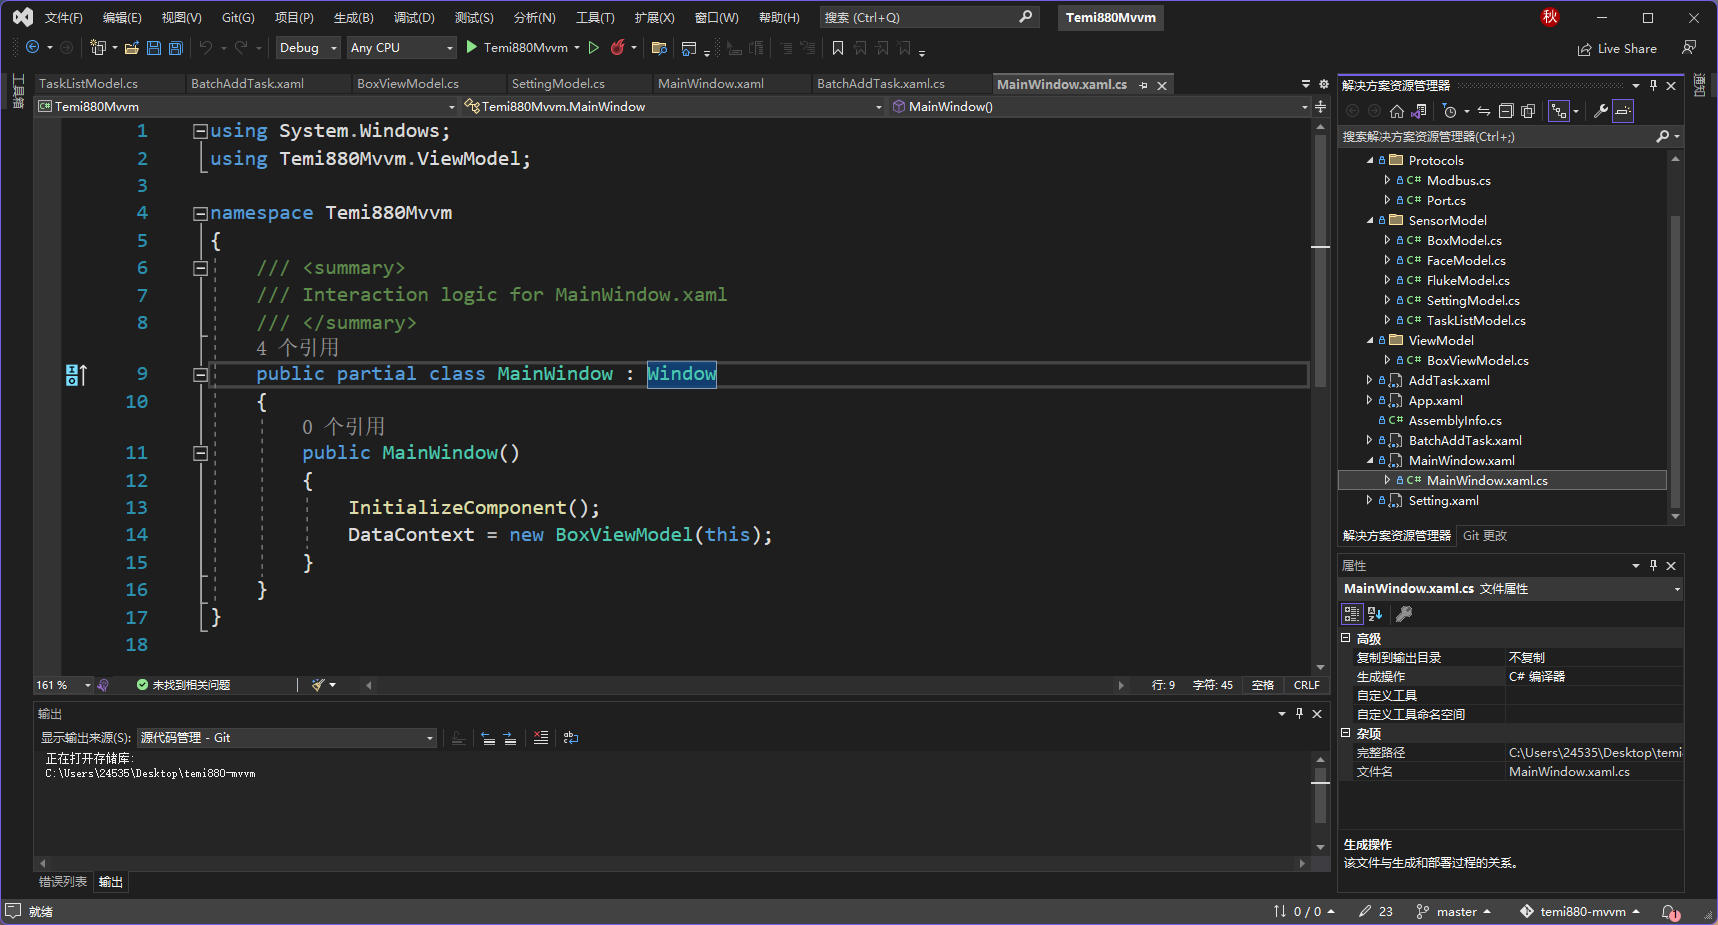 文件(F) 编辑(E) 视图(V) Git(G) 项目(P) 生成(B) 调试(D) 测试(S) 分析(N) 工具(T) 扩展(X) 窗口(W) 帮助(H) 搜索 (Ctrl+Q) Temi880Mvvm 秋
Debug Any CPU Temi880Mvvm Live Share
工具箱
TaskListModel.cs BatchAddTask.xaml BoxViewModel.cs SettingModel.cs MainWindow.xaml BatchAddTask.xaml.cs MainWindow.xaml.cs
Temi880Mvvm Temi880Mvvm.MainWindow MainWindow()
1 using System.Windows;
2 using Temi880Mvvm.ViewModel;
3
4 namespace Temi880Mvvm
5 {
6 /// <summary>
7 /// Interaction logic for MainWindow.xaml
8 /// </summary>
4 个引用
9 public partial class MainWindow : Window
10 {
0 个引用
11 public MainWindow()
12 {
13 InitializeComponent();
14 DataContext = new BoxViewModel(this);
15 }
16 }
17 }
18
161 % 未找到相关问题 行: 9 字符: 45 空格 CRLF
输出
显示输出来源(S): 源代码管理 - Git
正在打开存储库:
C:\Users\24535\Desktop\temi880-mvvm
错误列表 输出
解决方案资源管理器
搜索解决方案资源管理器(Ctrl+;)
Protocols
C# Modbus.cs
C# Port.cs
SensorModel
C# BoxModel.cs
C# FaceModel.cs
C# FlukeModel.cs
C# SettingModel.cs
C# TaskListModel.cs
ViewModel
C# BoxViewModel.cs
AddTask.xaml
App.xaml
C# AssemblyInfo.cs
BatchAddTask.xaml
MainWindow.xaml
C# MainWindow.xaml.cs
Setting.xaml
解决方案资源管理器 Git 更改
属性
MainWindow.xaml.cs 文件属性
高级
复制到输出目录 不复制
生成操作 C# 编译器
自定义工具
自定义工具命名空间
杂项
完整路径 C:\Users\24535\Desktop\temi
文件名 MainWindow.xaml.cs
生成操作
该文件与生成和部署过程的关系。
通知
就绪 0 / 0 23 master temi880-mvvm 1